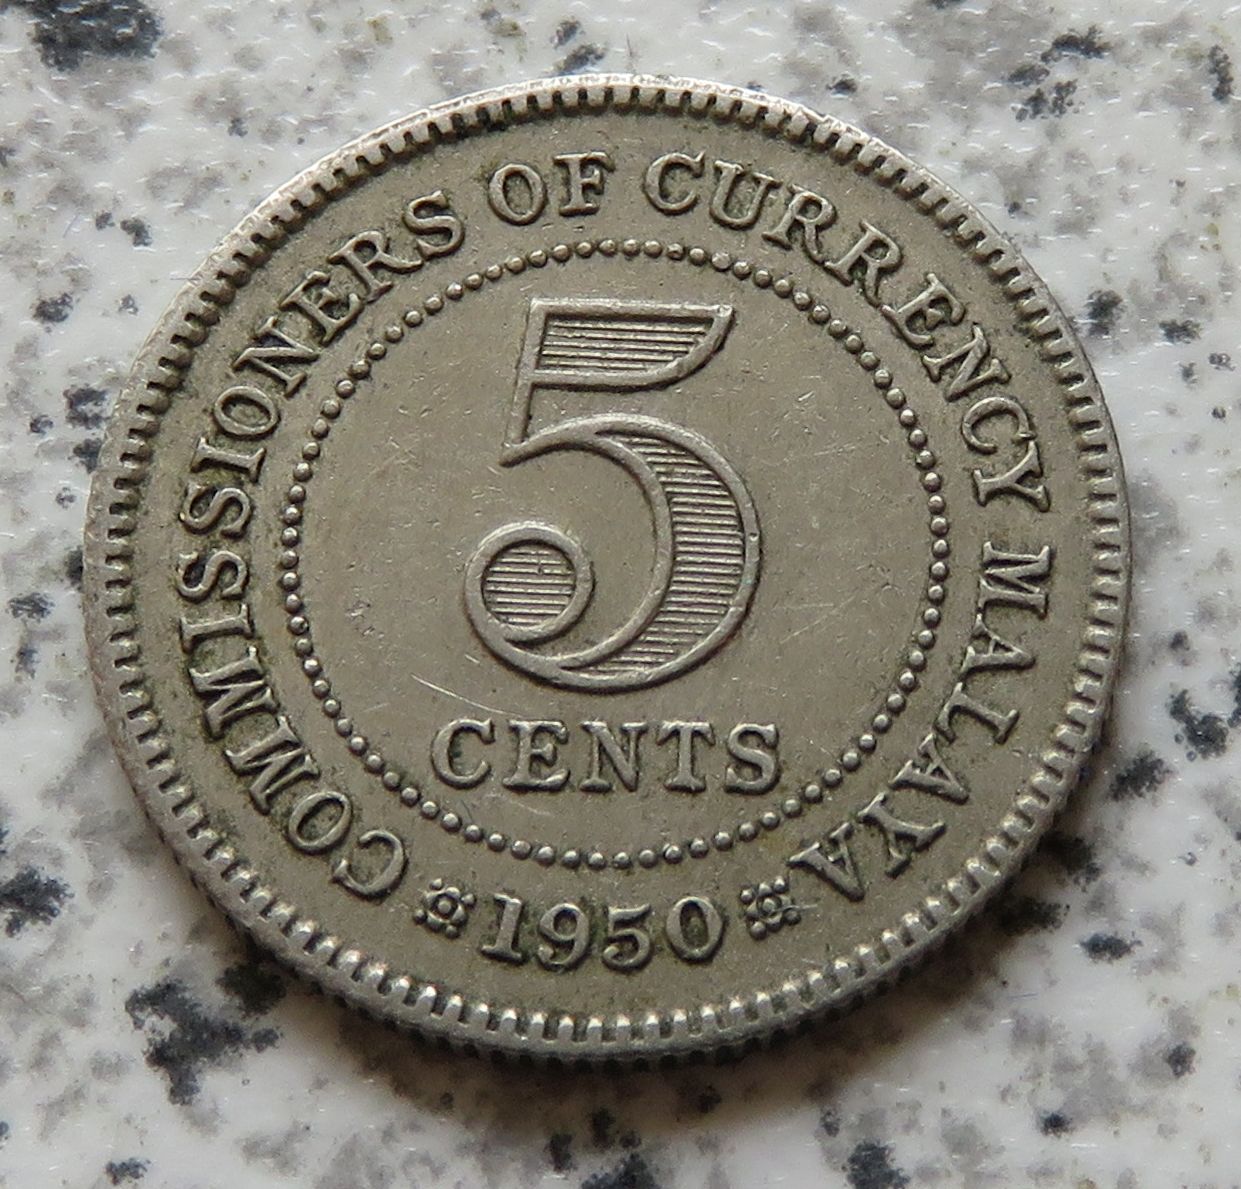 COMMISSIONERS OF CURRENCY MALAYA
5
CENTS
1950